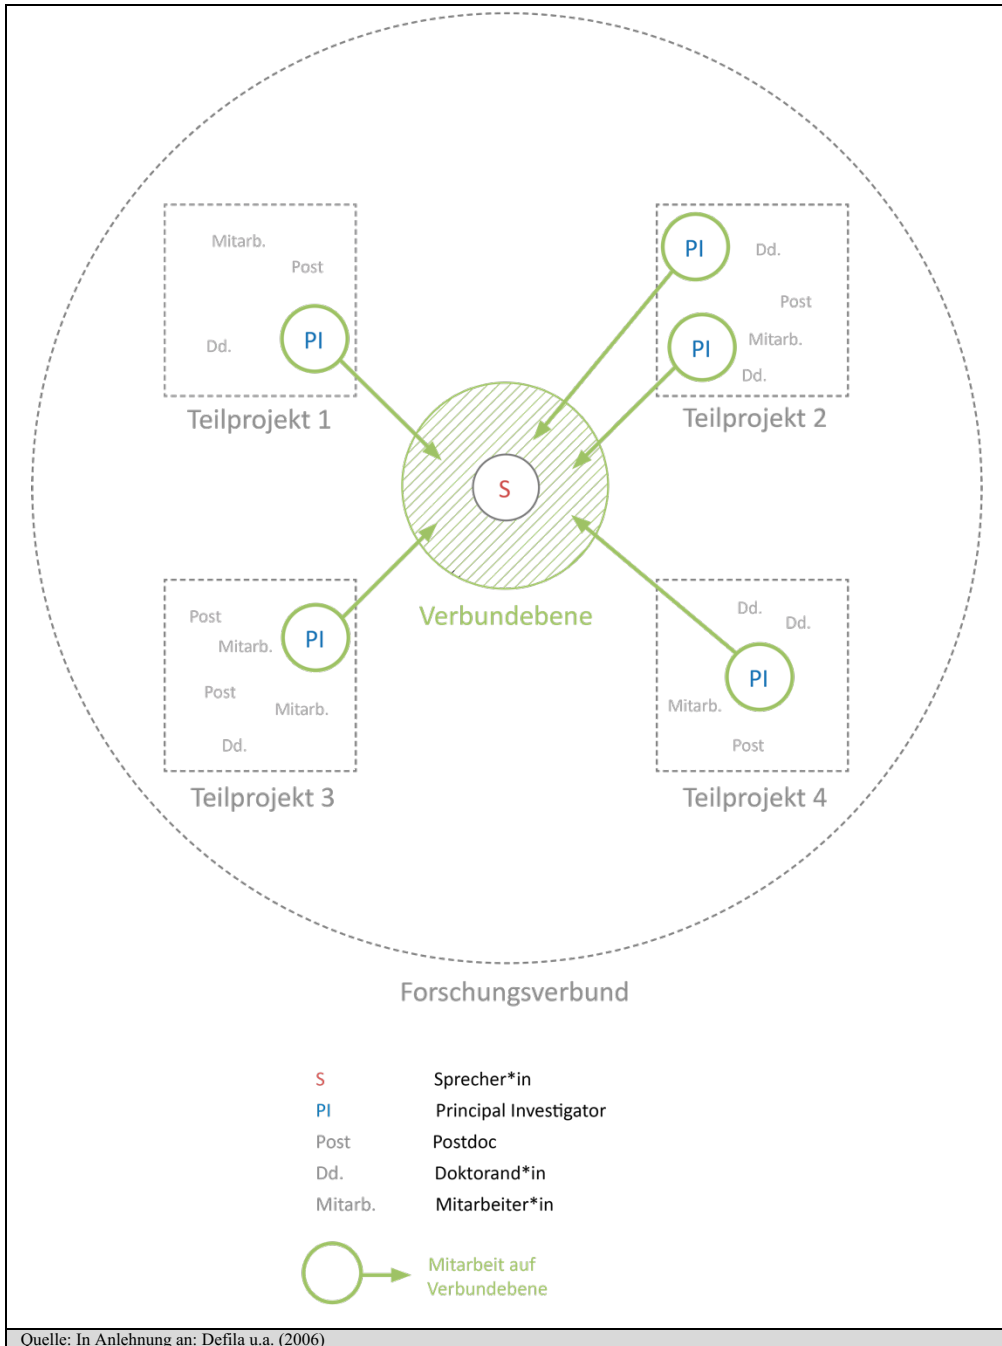 Mitarb.
Post
Dd.
PI
Teilprojekt 1
PI
Dd.
Post
PI
Mitarb.
Dd.
Teilprojekt 2
S
Verbundebene
Post
Mitarb.
PI
Post
Mitarb.
Dd.
Teilprojekt 3
Dd.
Dd.
PI
Mitarb.
Post
Teilprojekt 4
Forschungsverbund
S Sprecher*in
PI Principal Investigator
Post Postdoc
Dd. Doktorand*in
Mitarb. Mitarbeiter*in
Mitarbeit auf
Verbundebene
Quelle: In Anlehnung an: Defila u.a. (2006)